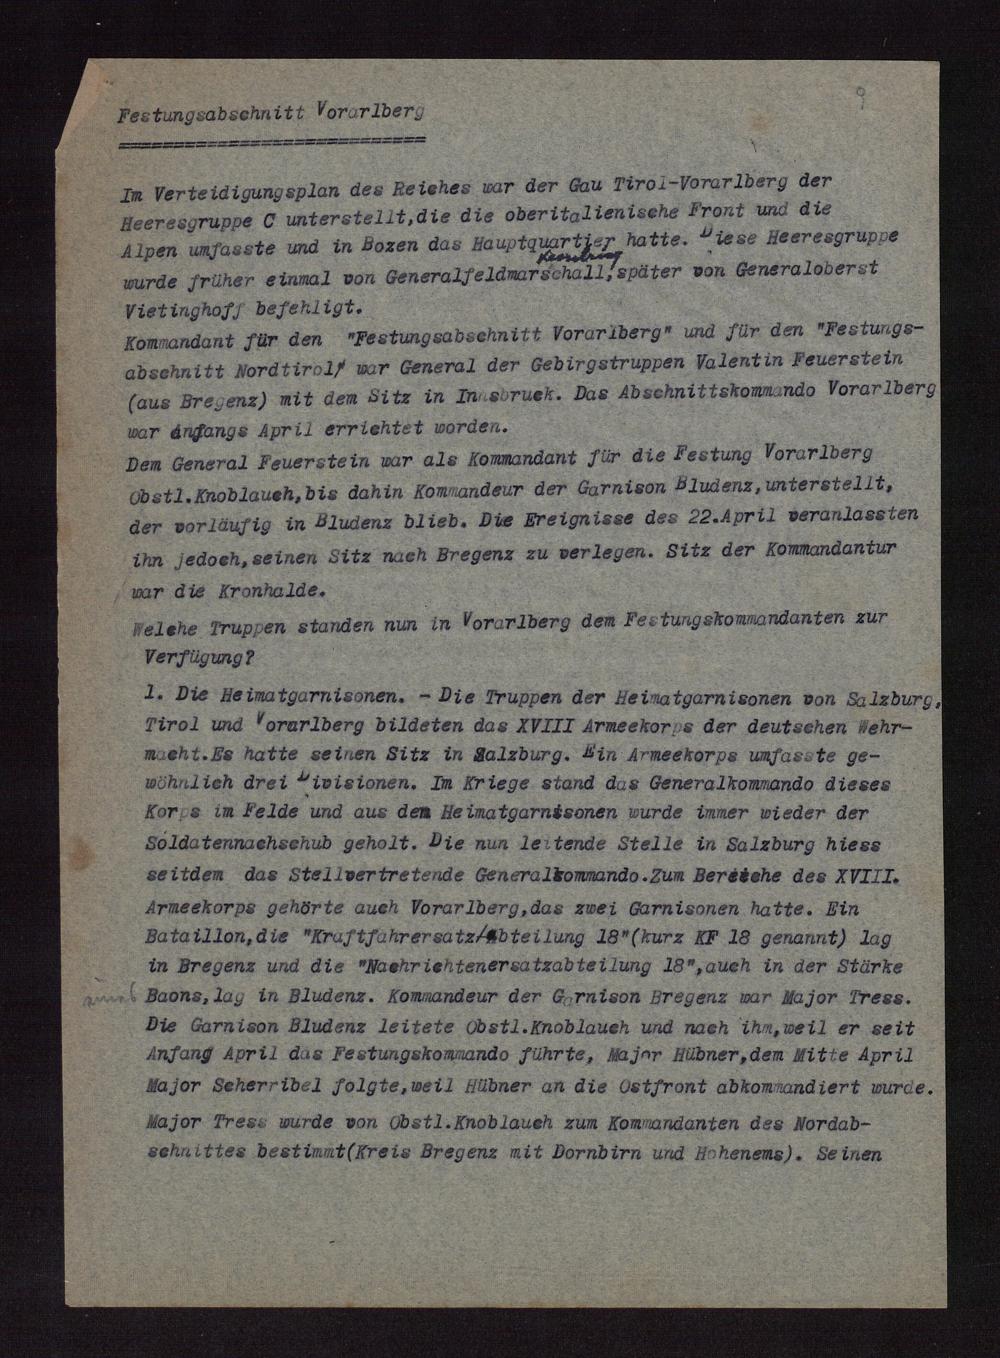 9
Festungsabschnitt Vorarlberg
============================
Im Verteidigungsplan des Reiches war der Gau Tirol-Vorarlberg der
Heeresgruppe C unterstellt,die die oberitalienische Front und die
Alpen umfasste und in Bozen das Hauptquartier hatte. Diese Heeresgruppe
Kesselring
wurde früher einmal von Generalfeldmarschall,später von Generaloberst
Vietinghoff befehligt.
Kommandant für den "Festungsabschnitt Vorarlberg" und für den "Festungs-
abschnitt Nordtirol" war General der Gebirgstruppen Valentin Feuerstein
(aus Bregenz) mit dem Sitz in Innsbruck. Das Abschnittskommando Vorarlberg
war anfangs April errichtet worden.
Dem General Feuerstein war als Kommandant für die Festung Vorarlberg
Obstl.Knoblauch,bis dahin Kommandeur der Garnison Bludenz,unterstellt,
der vorläufig in Bludenz blieb. Die Ereignisse des 22.April veranlassten
ihn jedoch,seinen Sitz nach Bregenz zu verlegen. Sitz der Kommandantur
war die Kronhalde.
Welche Truppen standen nun in Vorarlberg dem Festungskommandanten zur
Verfügung?
1. Die Heimatgarnisonen. - Die Truppen der Heimatgarnisonen von Salzburg,
Tirol und Vorarlberg bildeten das XVIII Armeekorps der deutschen Wehr-
macht.Es hatte seinen Sitz in Salzburg. Ein Armeekorps umfasste ge-
wöhnlich drei Divisionen. Im Kriege stand das Generalkommando dieses
Korps im Felde und aus den Heimatgarnisonen wurde immer wieder der
Soldatennachschub geholt. Die nun leitende Stelle in Salzburg hiess
seitdem das Stellvertretende Generalkommando.Zum Bereiche des XVIII.
Armeekorps gehörte auch Vorarlberg,das zwei Garnisonen hatte. Ein
Bataillon,die "Kraftfahrersatz/Abteilung 18"(kurz KF 18 genannt) lag
in Bregenz und die "Nachrichtenersatzabteilung 18",auch in der Stärke
eines Baons,lag in Bludenz. Kommandeur der Garnison Bregenz war Major Tress.
Die Garnison Bludenz leitete Obstl.Knoblauch und nach ihm,weil er seit
Anfang April das Festungskommando führte, Major Hübner,dem Mitte April
Major Scherribel folgte,weil Hübner an die Ostfront abkommandiert wurde.
Major Tress wurde von Obstl.Knoblauch zum Kommandanten des Nordab-
schnittes bestimmt(Kreis Bregenz mit Dornbirn und Hohenems). Seinen